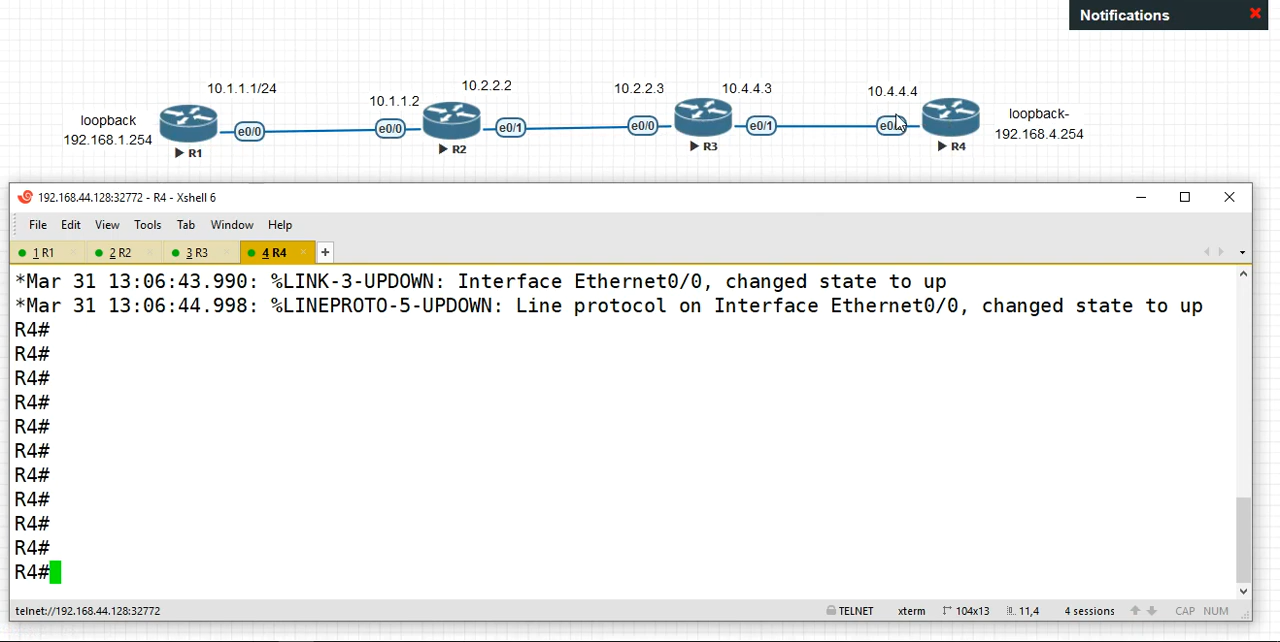 Notifications
10.1.1.1/24
10.1.1.2
10.2.2.2
10.2.2.3
10.4.4.3
10.4.4.4
loopback
192.168.1.254
loopback-
192.168.4.254
e0/0
e0/0
e0/1
e0/0
e0/1
R1
R2
R3
R4
192.168.44.128:32772 - R4 - Xshell 6
File Edit View Tools Tab Window Help
1 R1 2 R2 3 R3 4 R4 +
*Mar 31 13:06:43.990: %LINK-3-UPDOWN: Interface Ethernet0/0, changed state to up
*Mar 31 13:06:44.998: %LINEPROTO-5-UPDOWN: Line protocol on Interface Ethernet0/0, changed state to up
R4#
R4#
R4#
R4#
R4#
R4#
R4#
R4#
R4#
R4#
R4#
telnet://192.168.44.128:32772 TELNET xterm 104x13 11,4 4 sessions CAP NUM